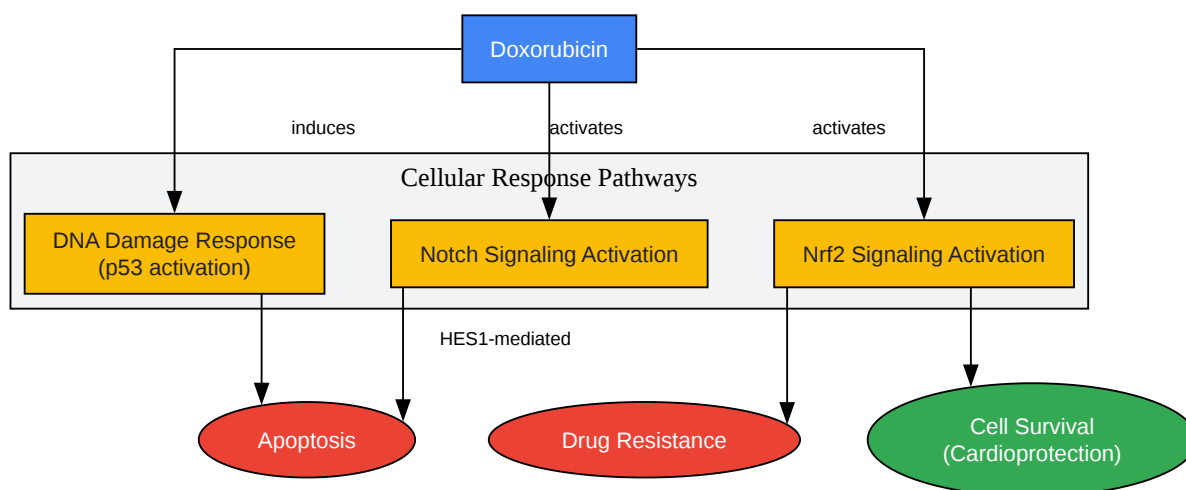 Doxorubicin
induces
activates
activates
Cellular Response Pathways
DNA Damage Response
(p53 activation)
Notch Signaling Activation
Nrf2 Signaling Activation
HES1-mediated
Apoptosis
Drug Resistance
Cell Survival
(Cardioprotection)